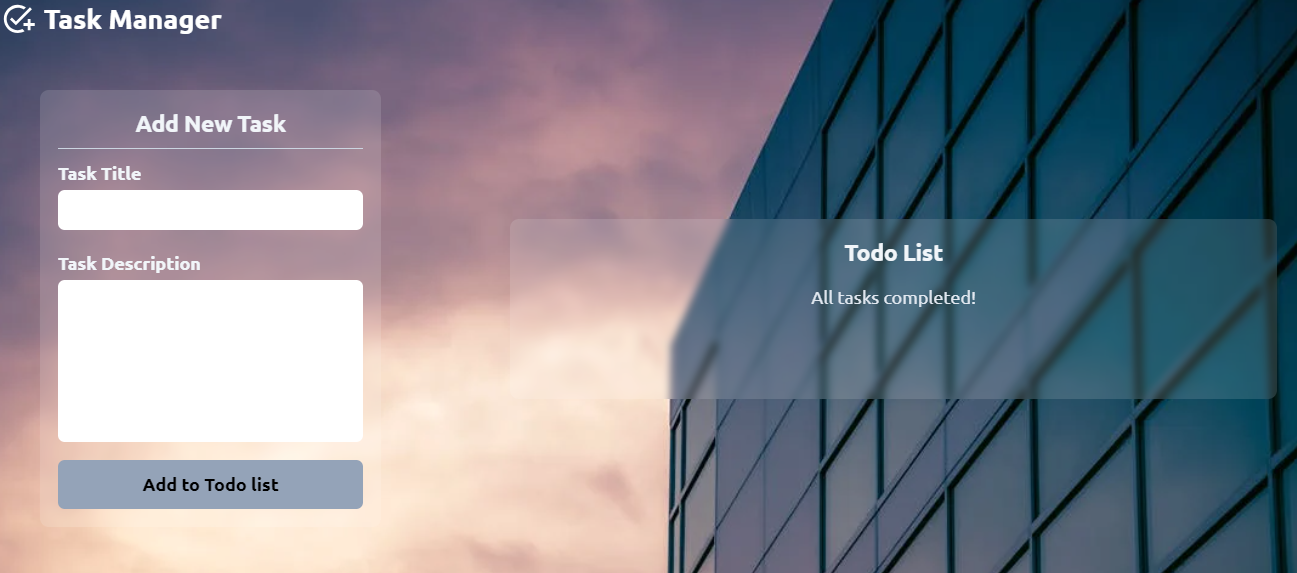 Task Manager
Add New Task
Task Title
Task Description
Add to Todo list
Todo List
All tasks completed!